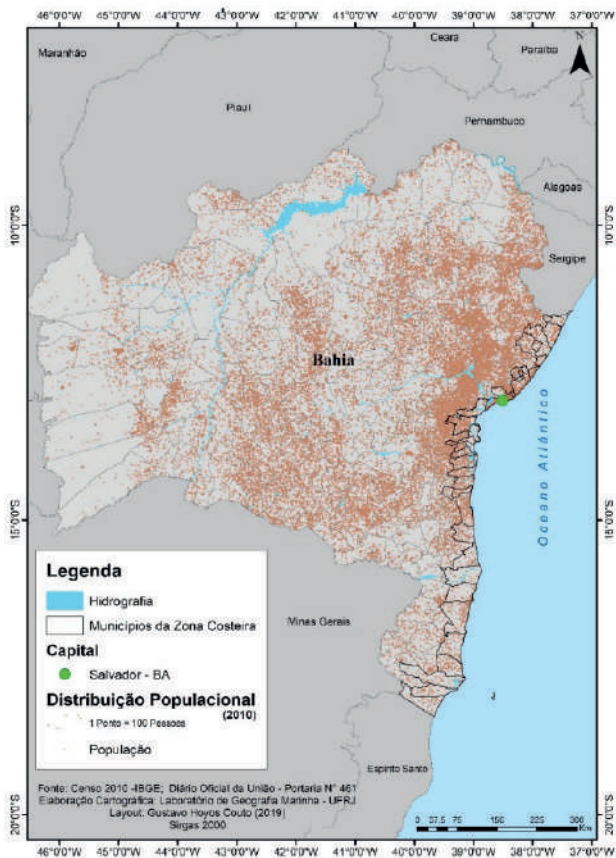 46°0'0"W 45°0'0"W 44°0'0"W 43°0'0"W 42°0'0"W 41°0'0"W 40°0'0"W 39°0'0"W 38°0'0"W 37°0'0"W
Maranhão
Ceara
Paraíba
N
Piauí
Pernambuco
Alagoas
Sergipe
10°0'0"S
10°0'0"S
Bahia
Oceano Atlântico
15°0'0"S
15°0'0"S
Minas Gerais
Espirito Santo
Legenda
Hidrografia
Municípios da Zona Costeira
Capital
Salvador - BA
Distribuição Populacional
(2010)
1 Ponto = 100 Pessoas
População
Fonte: Censo 2010 -IBGE; Diário Oficial da União - Portaria N° 461
Elaboração Cartográfica: Laboratório de Geografia Marinha - UFRJ
Layout: Gustavo Hoyos Couto (2019)
Sirgas 2000
0 37,5 75 150 225 300
Km
20°0'0"S
20°0'0"S
46°0'0"W 45°0'0"W 44°0'0"W 43°0'0"W 42°0'0"W 41°0'0"W 40°0'0"W 39°0'0"W 38°0'0"W 37°0'0"W